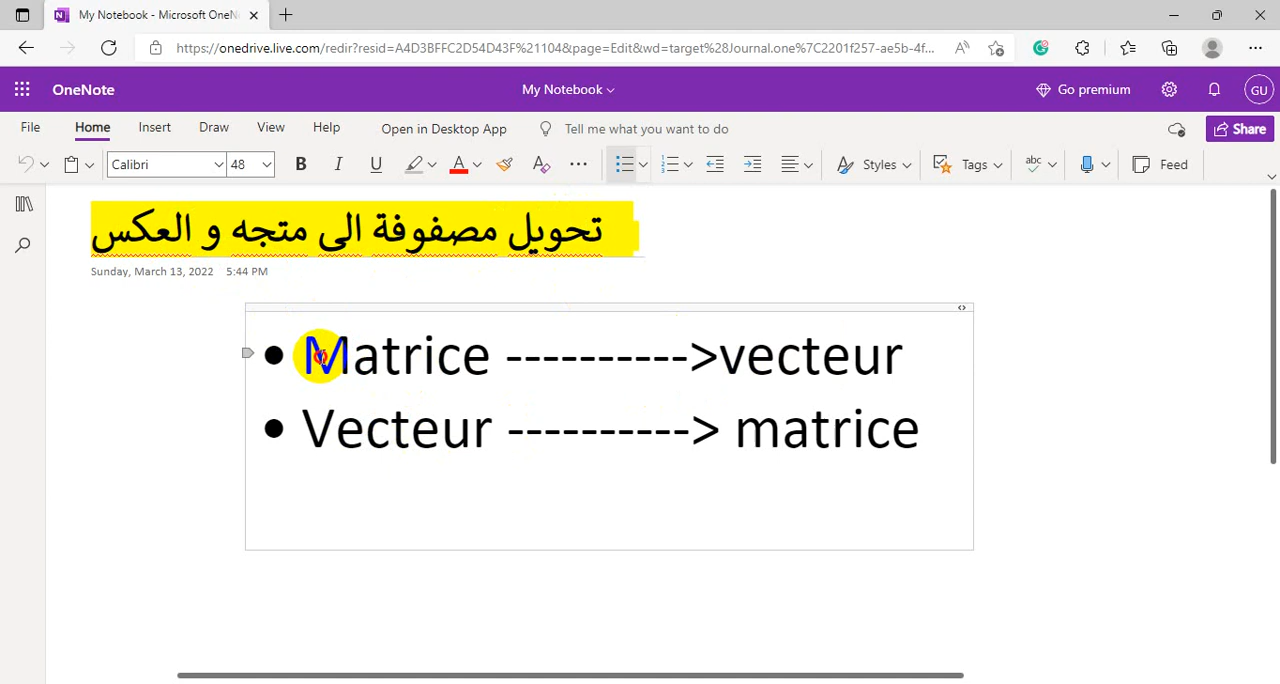 My Notebook - Microsoft OneNo
https://onedrive.live.com/redir?resid=A4D3BFFC2D54D43F%21104&page=Edit&wd=target%28Journal.one%7C2201f257-ae5b-4f...
OneNote
My Notebook
Go premium
GU
File Home Insert Draw View Help Open in Desktop App Tell me what you want to do
Share
Calibri 48 B I U A Styles Tags abc Feed
تحويل مصفوفة الى متجه و العكس
Sunday, March 13, 2022 5:44 PM
• Matrice ---------->vecteur
• Vecteur ----------> matrice